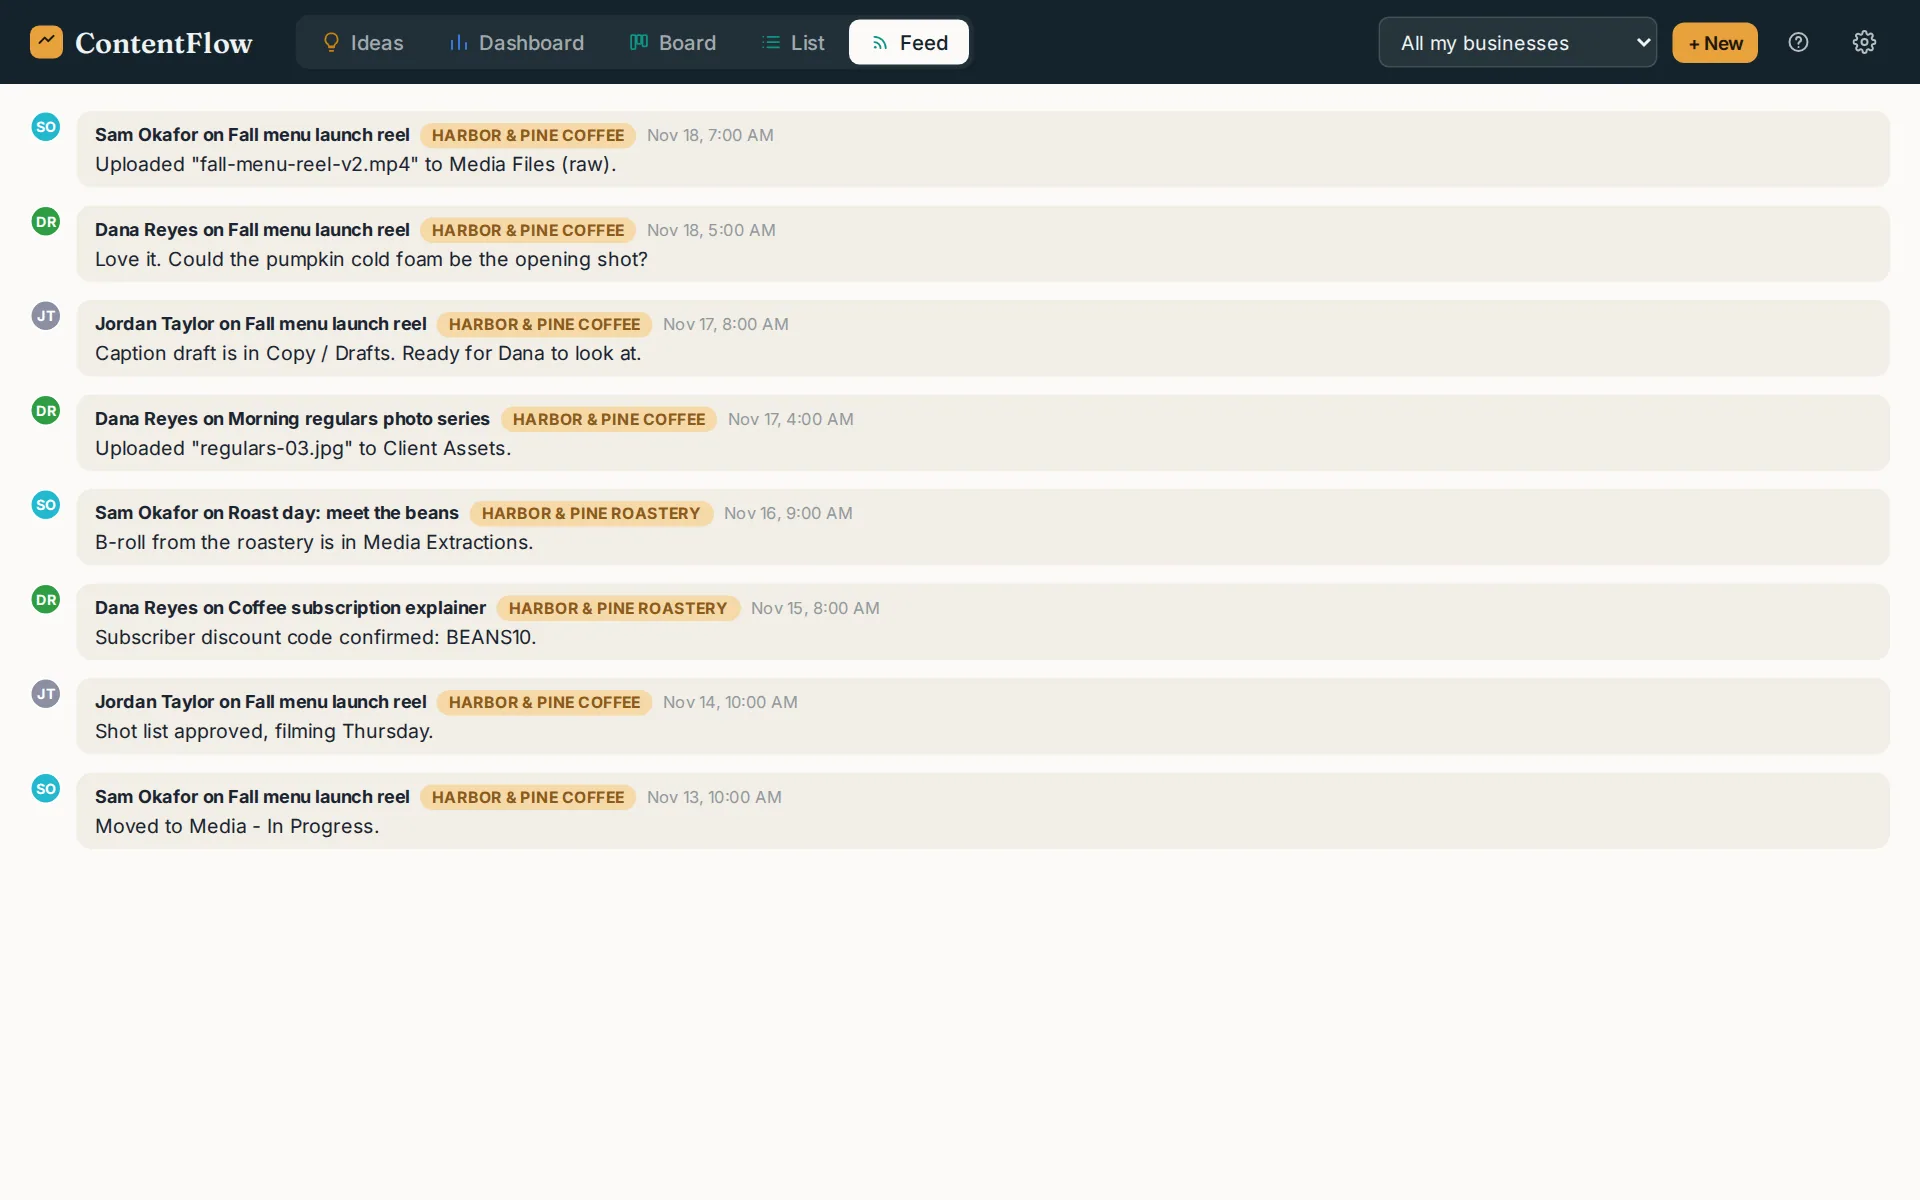 ContentFlow Ideas Dashboard Board List Feed All my businesses + New
SO Sam Okafor on Fall menu launch reel HARBOR & PINE COFFEE Nov 18, 7:00 AM
Uploaded "fall-menu-reel-v2.mp4" to Media Files (raw).
DR Dana Reyes on Fall menu launch reel HARBOR & PINE COFFEE Nov 18, 5:00 AM
Love it. Could the pumpkin cold foam be the opening shot?
JT Jordan Taylor on Fall menu launch reel HARBOR & PINE COFFEE Nov 17, 8:00 AM
Caption draft is in Copy / Drafts. Ready for Dana to look at.
DR Dana Reyes on Morning regulars photo series HARBOR & PINE COFFEE Nov 17, 4:00 AM
Uploaded "regulars-03.jpg" to Client Assets.
SO Sam Okafor on Roast day: meet the beans HARBOR & PINE ROASTERY Nov 16, 9:00 AM
B-roll from the roastery is in Media Extractions.
DR Dana Reyes on Coffee subscription explainer HARBOR & PINE ROASTERY Nov 15, 8:00 AM
Subscriber discount code confirmed: BEANS10.
JT Jordan Taylor on Fall menu launch reel HARBOR & PINE COFFEE Nov 14, 10:00 AM
Shot list approved, filming Thursday.
SO Sam Okafor on Fall menu launch reel HARBOR & PINE COFFEE Nov 13, 10:00 AM
Moved to Media - In Progress.